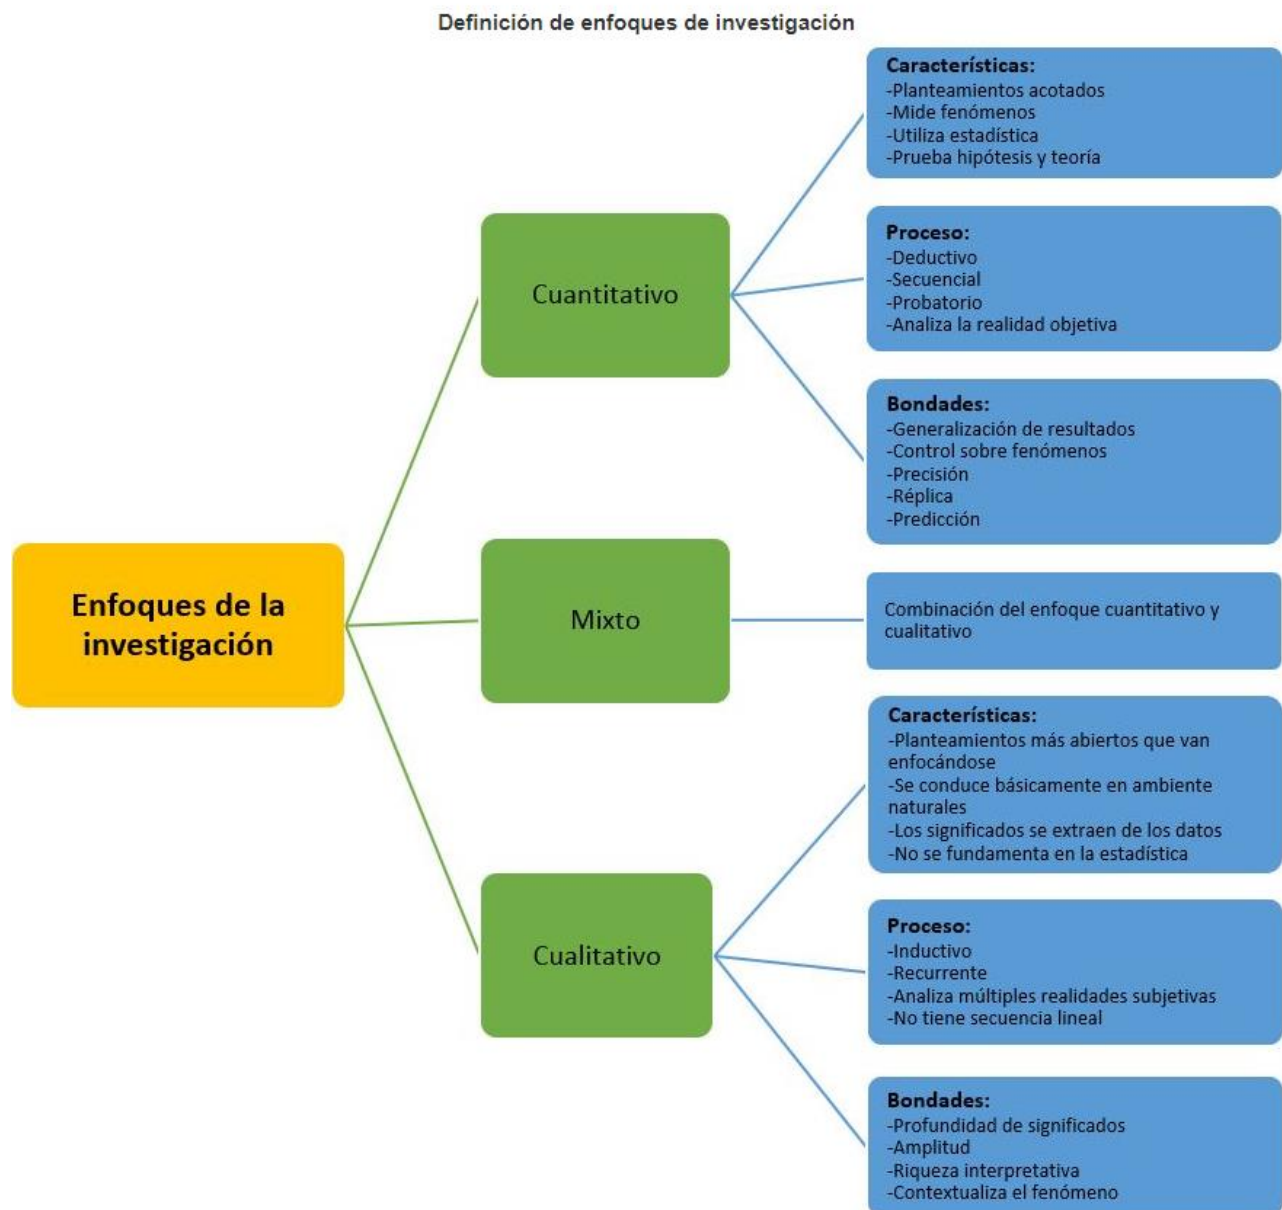 Definición de enfoques de investigación
Enfoques de la
investigación
Cuantitativo
Características:
-Planteamientos acotados
-Mide fenómenos
-Utiliza estadística
-Prueba hipótesis y teoría
Proceso:
-Deductivo
-Secuencial
-Probatorio
-Analiza la realidad objetiva
Bondades:
-Generalización de resultados
-Control sobre fenómenos
-Precisión
-Réplica
-Predicción
Mixto
Combinación del enfoque cuantitativo y
cualitativo
Cualitativo
Características:
-Planteamientos más abiertos que van
enfocándose
-Se conduce básicamente en ambiente
naturales
-Los significados se extraen de los datos
-No se fundamenta en la estadística
Proceso:
-Inductivo
-Recurrente
-Analiza múltiples realidades subjetivas
-No tiene secuencia lineal
Bondades:
-Profundidad de significados
-Amplitud
-Riqueza interpretativa
-Contextualiza el fenómeno